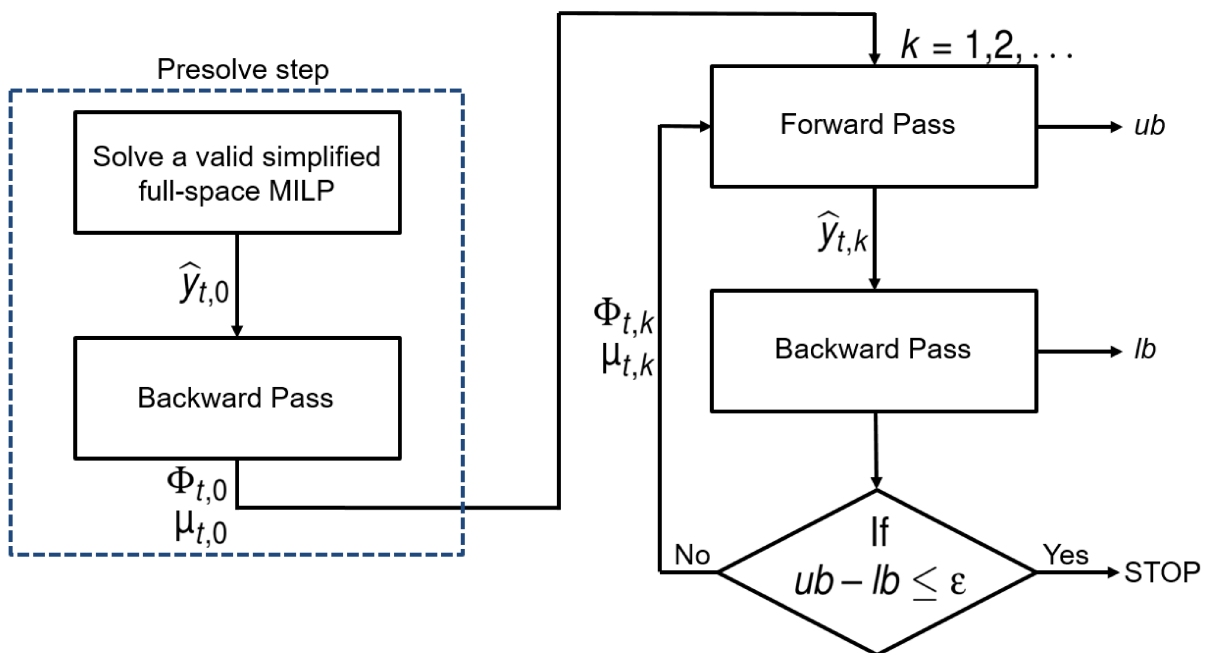 Presolve step
Solve a valid simplified
full-space MILP
ŷt,0
Backward Pass
Φt,0
μt,0
k = 1,2, . . .
Forward Pass
ub
ŷt,k
Φt,k
μt,k
Backward Pass
lb
If
ub – lb ≤ ε
No
Yes
STOP